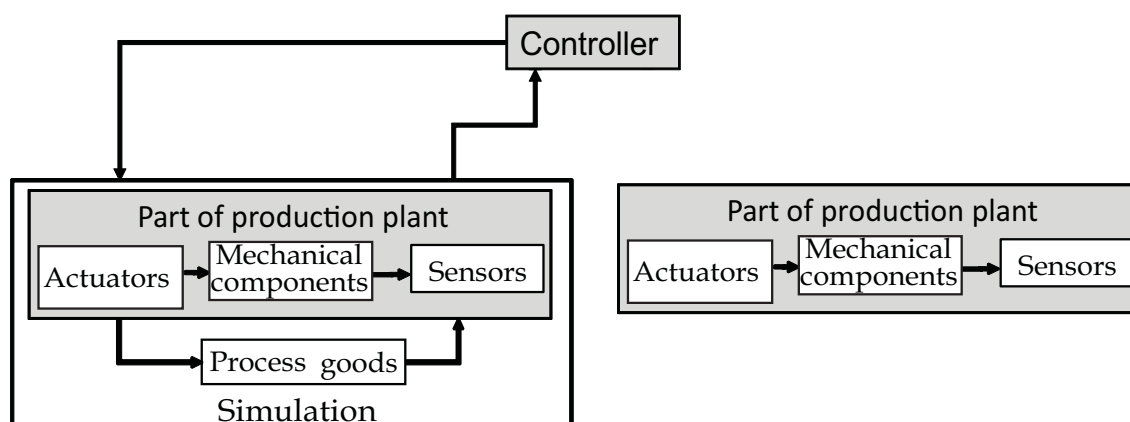 Controller
Part of production plant
Actuators
Mechanical
components
Sensors
Process goods
Simulation
Part of production plant
Actuators
Mechanical
components
Sensors